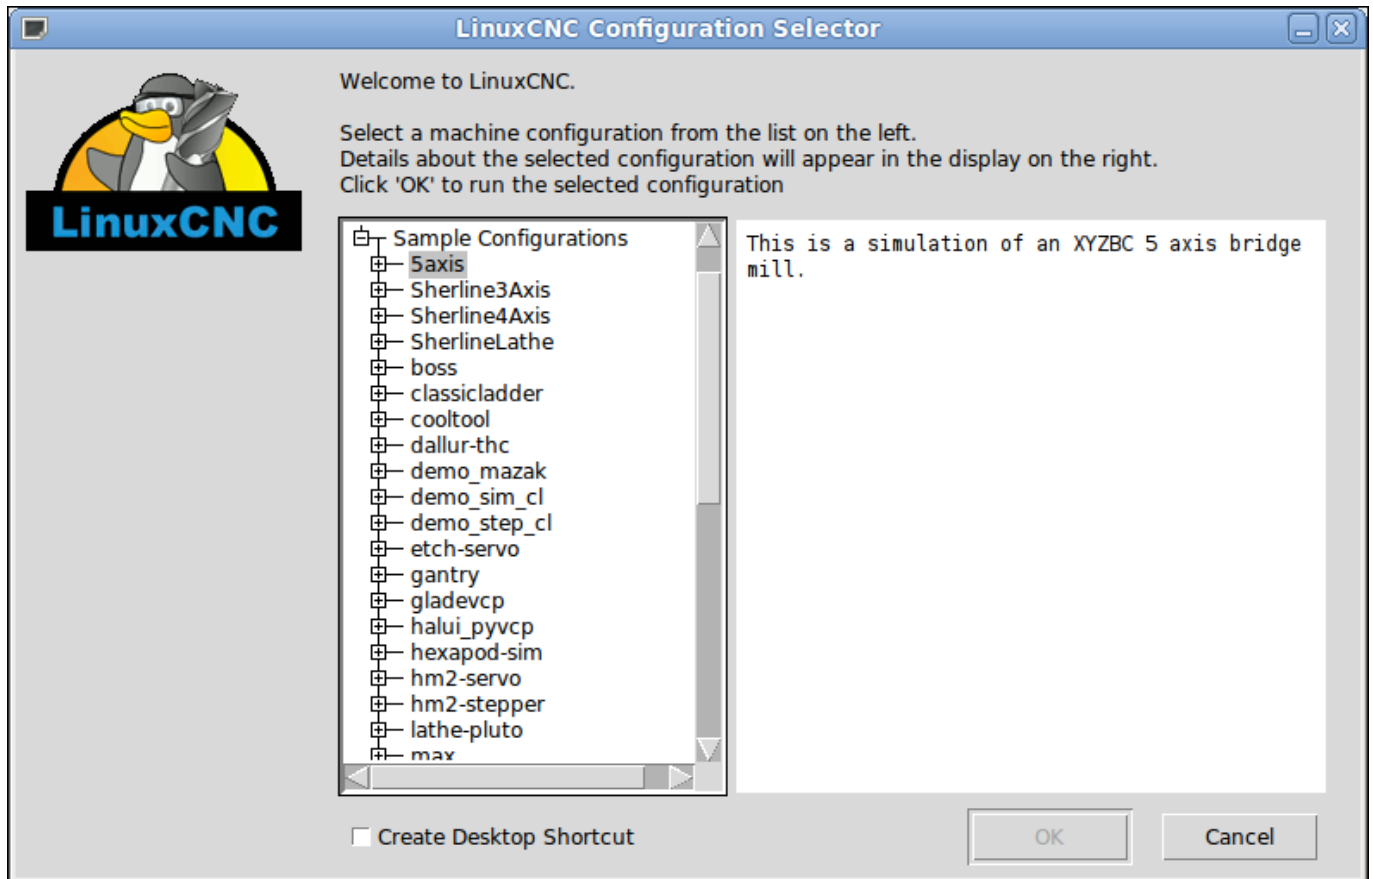 LinuxCNC Configuration Selector
LinuxCNC
Welcome to LinuxCNC.
Select a machine configuration from the list on the left.
Details about the selected configuration will appear in the display on the right.
Click 'OK' to run the selected configuration
Sample Configurations
5axis
Sherline3Axis
Sherline4Axis
SherlineLathe
boss
classicladder
cooltool
dallur-thc
demo_mazak
demo_sim_cl
demo_step_cl
etch-servo
gantry
gladevcp
halui_pyvcp
hexapod-sim
hm2-servo
hm2-stepper
lathe-pluto
max
This is a simulation of an XYZBC 5 axis bridge
mill.
Create Desktop Shortcut
OK
Cancel